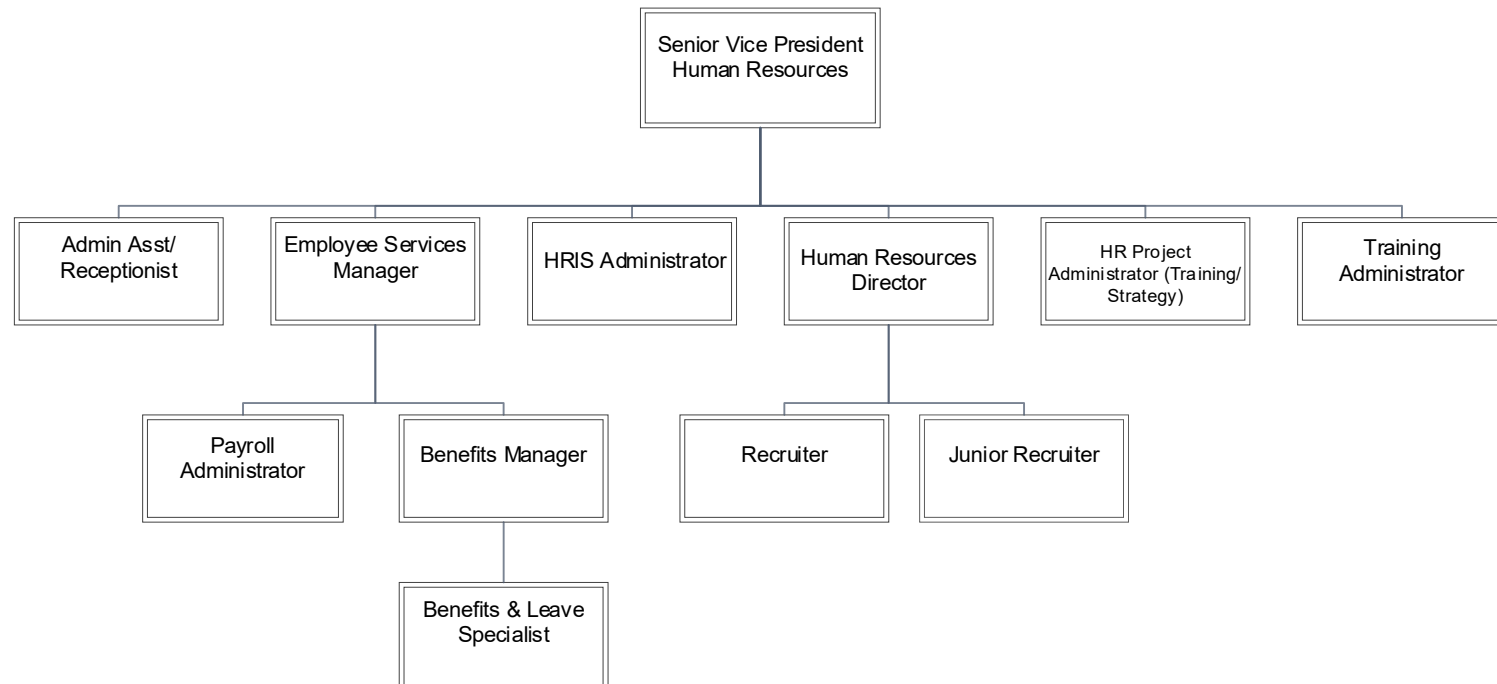 Senior Vice President
Human Resources
Admin Asst/
Receptionist
Employee Services
Manager
HRIS Administrator
Human Resources
Director
HR Project
Administrator (Training/
Strategy)
Training
Administrator
Payroll
Administrator
Benefits Manager
Recruiter
Junior Recruiter
Benefits & Leave
Specialist